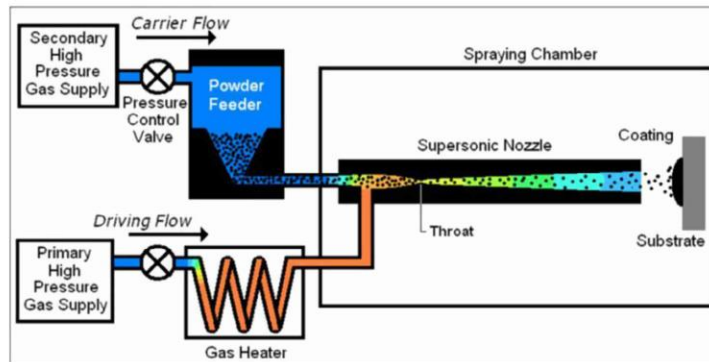 Carrier Flow
Secondary
High
Pressure
Gas Supply
Pressure
Control
Valve
Powder
Feeder
Spraying Chamber
Supersonic Nozzle
Coating
Throat
Substrate
Driving Flow
Primary
High
Pressure
Gas Supply
Gas Heater